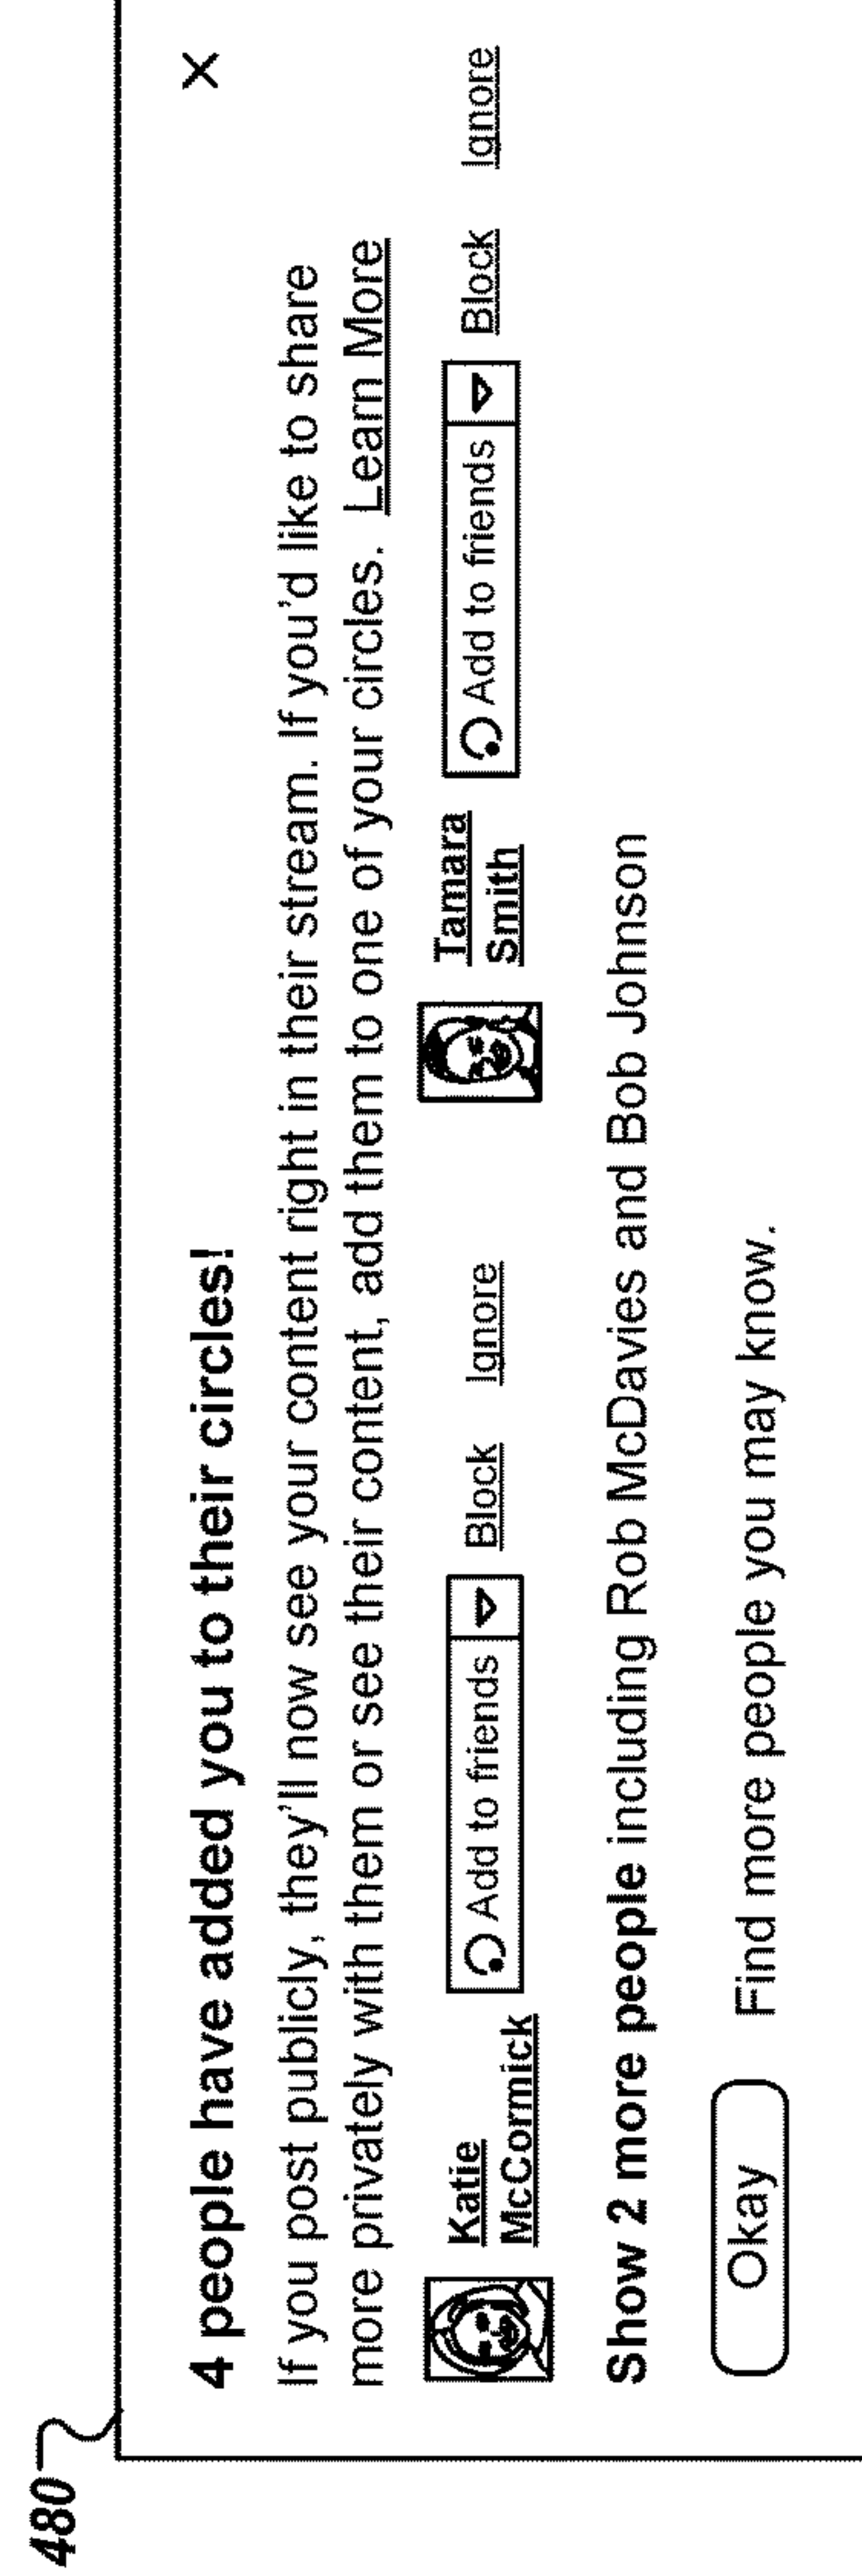 480
X
4 people have added you to their circles!
If you post publicly, they'll now see your content right in their stream. If you'd like to share
more privately with them or see their content, add them to one of your circles. Learn More
Katie
McCormick
Add to friends
Block
Ignore
Tamara
Smith
Add to friends
Block
Ignore
Show 2 more people including Rob McDavies and Bob Johnson
Okay
Find more people you may know.